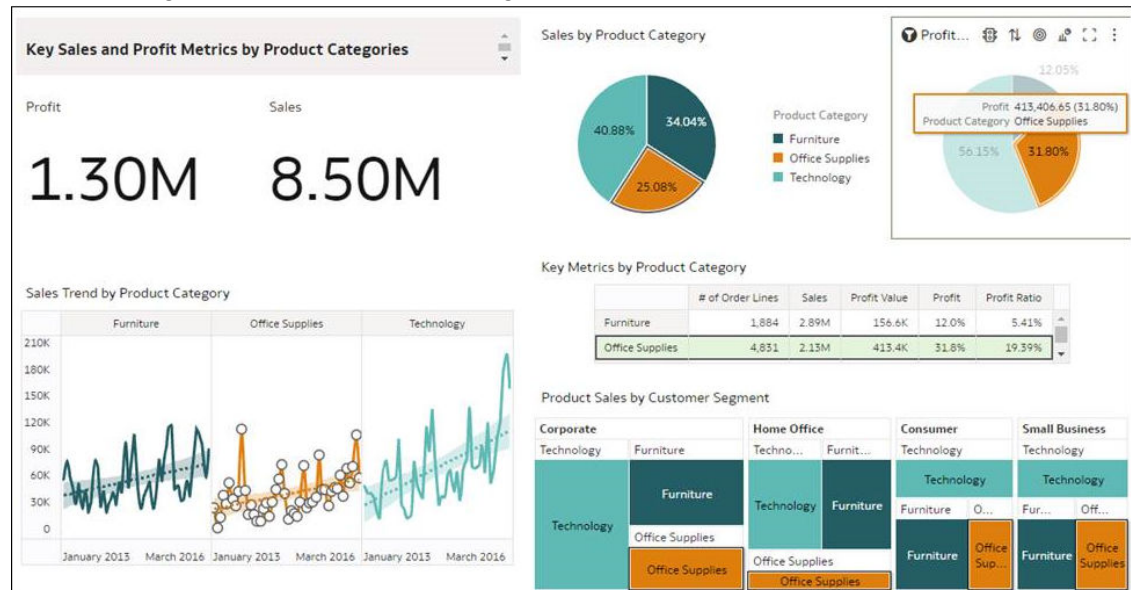 Key Sales and Profit Metrics by Product Categories
Profit
Sales
1.30M
8.50M
Sales by Product Category
40.88%
34.04%
25.08%
Product Category
Furniture
Office Supplies
Technology
Profit...
12.05%
Profit 413,406.65 (31.80%)
Product Category Office Supplies
56.15%
31.80%
Sales Trend by Product Category
Furniture Office Supplies Technology
210K
180K
150K
120K
90K
60K
30K
0
January 2013 March 2016 January 2013 March 2016 January 2013 March 2016
Key Metrics by Product Category
# of Order Lines Sales Profit Value Profit Profit Ratio
Furniture 1,884 2.89M 156.6K 12.0% 5.41%
Office Supplies 4,831 2.13M 413.4K 31.8% 19.39%
Product Sales by Customer Segment
Corporate Home Office Consumer Small Business
Technology Furniture Techno... Furnit... Technology Technology
Technology
Furniture
Office Supplies
Office Supplies
Technology
Furniture
Office Supplies
Office Supplies
Technology
Furniture O...
Furniture
Office Sup...
Technology
Fur... Off...
Furniture
Office Supplies